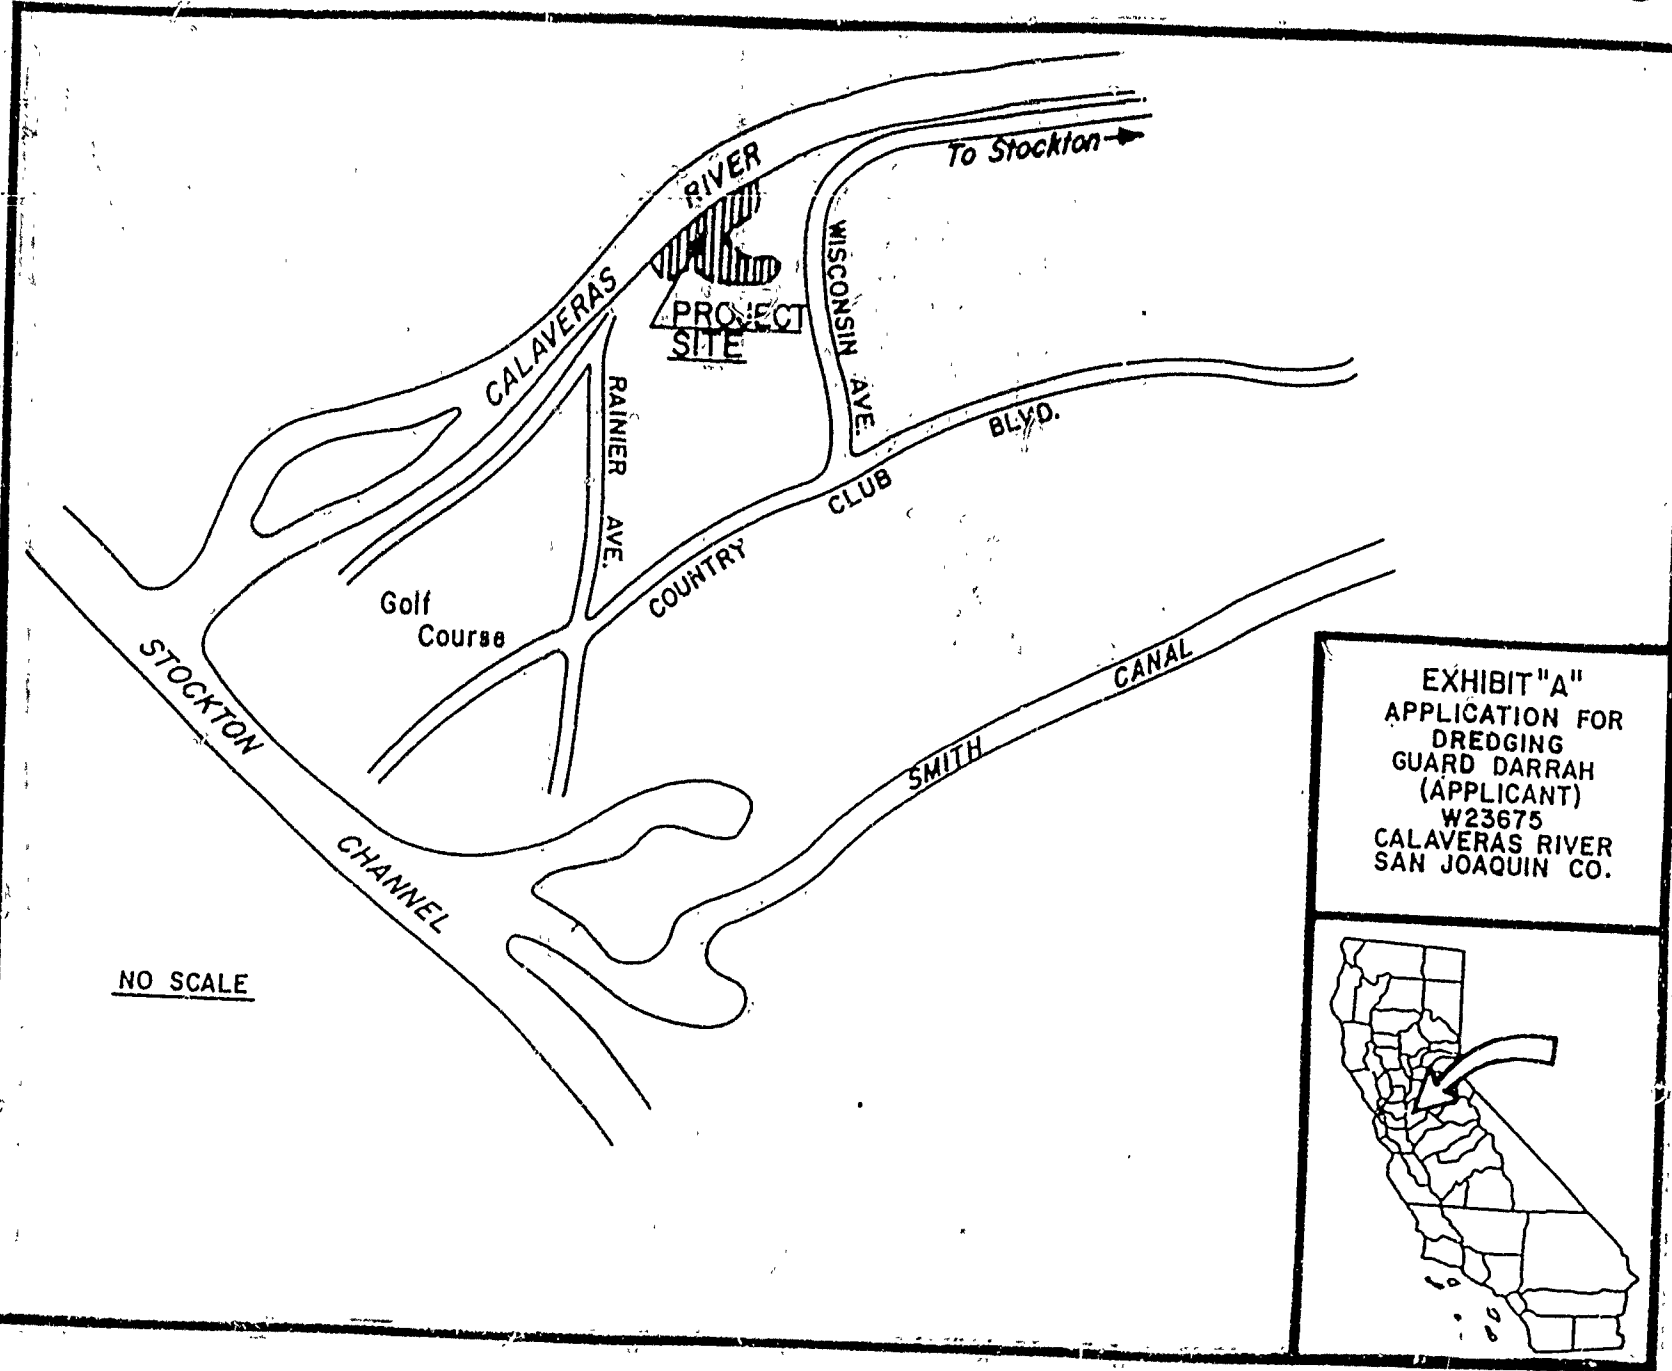 To Stockton
CALAVERAS RIVER
PROJECT
SITE
WISCONSIN AVE.
RAINIER AVE.
COUNTRY CLUB BLVD.
Golf
Course
STOCKTON CHANNEL
SMITH CANAL
NO SCALE
EXHIBIT "A"
APPLICATION FOR
DREDGING
GUARD DARRAH
(APPLICANT)
W23675
CALAVERAS RIVER
SAN JOAQUIN CO.